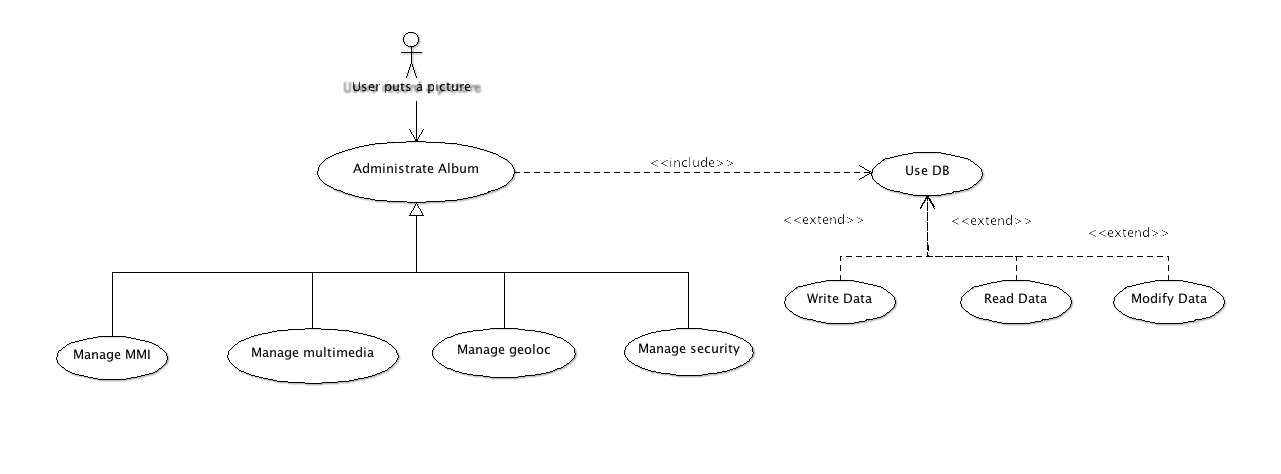 User puts a picture
Administrate Album
<<include>>
Use DB
<<extend>>
<<extend>>
<<extend>>
Write Data
Read Data
Modify Data
Manage MMI
Manage multimedia
Manage geoloc
Manage security